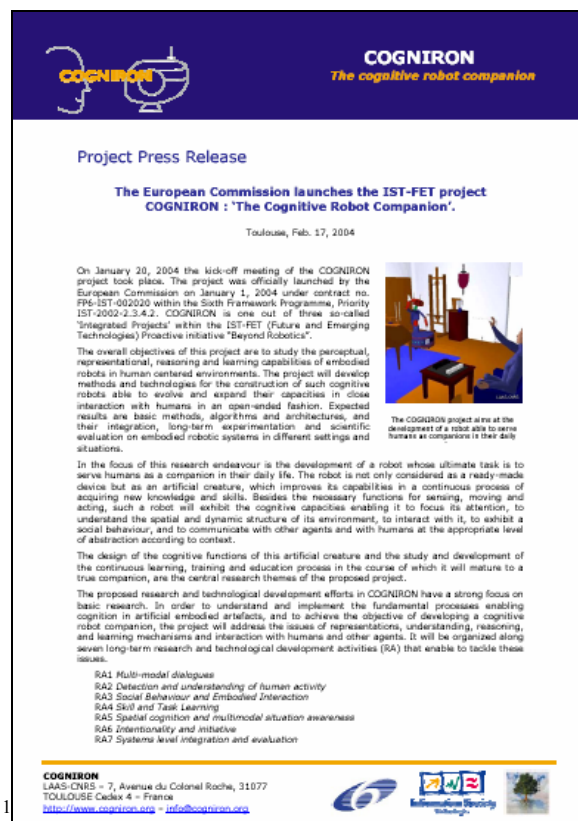 COGNIRON
COGNIRON
The cognitive robot companion
Project Press Release
The European Commission launches the IST-FET project
COGNIRON : ‘The Cognitive Robot Companion’.
Toulouse, Feb. 17, 2004
On January 20, 2004 the kick-off meeting of the COGNIRON
project took place. The project was officially launched by the
European Commission on January 1, 2004 under contract no.
FP6-IST-002020 within the Sixth Framework Programme, Priority
IST-2002-2.3.4.2. COGNIRON is one out of three so-called
‘Integrated Projects’ within the IST-FET (Future and Emerging
Technologies) Proactive initiative “Beyond Robotics”.
The overall objectives of this project are to study the perceptual,
representational, reasoning and learning capabilities of embodied
robots in human centered environments. The project will develop
methods and technologies for the construction of such cognitive
robots able to evolve and expand their capacities in close
interaction with humans in an open-ended fashion. Expected
results are basic methods, algorithms and architectures, and
their integration, long-term experimentation and scientific
evaluation on embodied robotic systems in different settings and
situations.
LAAS-CNRS
The COGNIRON project aims at the
development of a robot able to serve
humans as companions in their daily
In the focus of this research endeavour is the development of a robot whose ultimate task is to
serve humans as a companion in their daily life. The robot is not only considered as a ready-made
device but as an artificial creature, which improves its capabilities in a continuous process of
acquiring new knowledge and skills. Besides the necessary functions for sensing, moving and
acting, such a robot will exhibit the cognitive capacities enabling it to focus its attention, to
understand the spatial and dynamic structure of its environment, to interact with it, to exhibit a
social behaviour, and to communicate with other agents and with humans at the appropriate level
of abstraction according to context.
The design of the cognitive functions of this artificial creature and the study and development of
the continuous learning, training and education process in the course of which it will mature to a
true companion, are the central research themes of the proposed project.
The proposed research and technological development efforts in COGNIRON have a strong focus on
basic research. In order to understand and implement the fundamental processes enabling
cognition in artificial embodied artefacts, and to achieve the objective of developing a cognitive
robot companion, the project will address the issues of representations, understanding, reasoning,
and learning mechanisms and interaction with humans and other agents. It will be organized along
seven long-term research and technological development activities (RA) that enable to tackle these
issues.
RA1 Multi-modal dialogues
RA2 Detection and understanding of human activity
RA3 Social Behaviour and Embodied Interaction
RA4 Skill and Task Learning
RA5 Spatial cognition and multimodal situation awareness
RA6 Intentionality and initiative
RA7 Systems level integration and evaluation
COGNIRON
LAAS-CNRS – 7, Avenue du Colonel Roche, 31077
TOULOUSE Cedex 4 – France
http://www.cogniron.org – info@cogniron.org
Information Society
Technologies
1